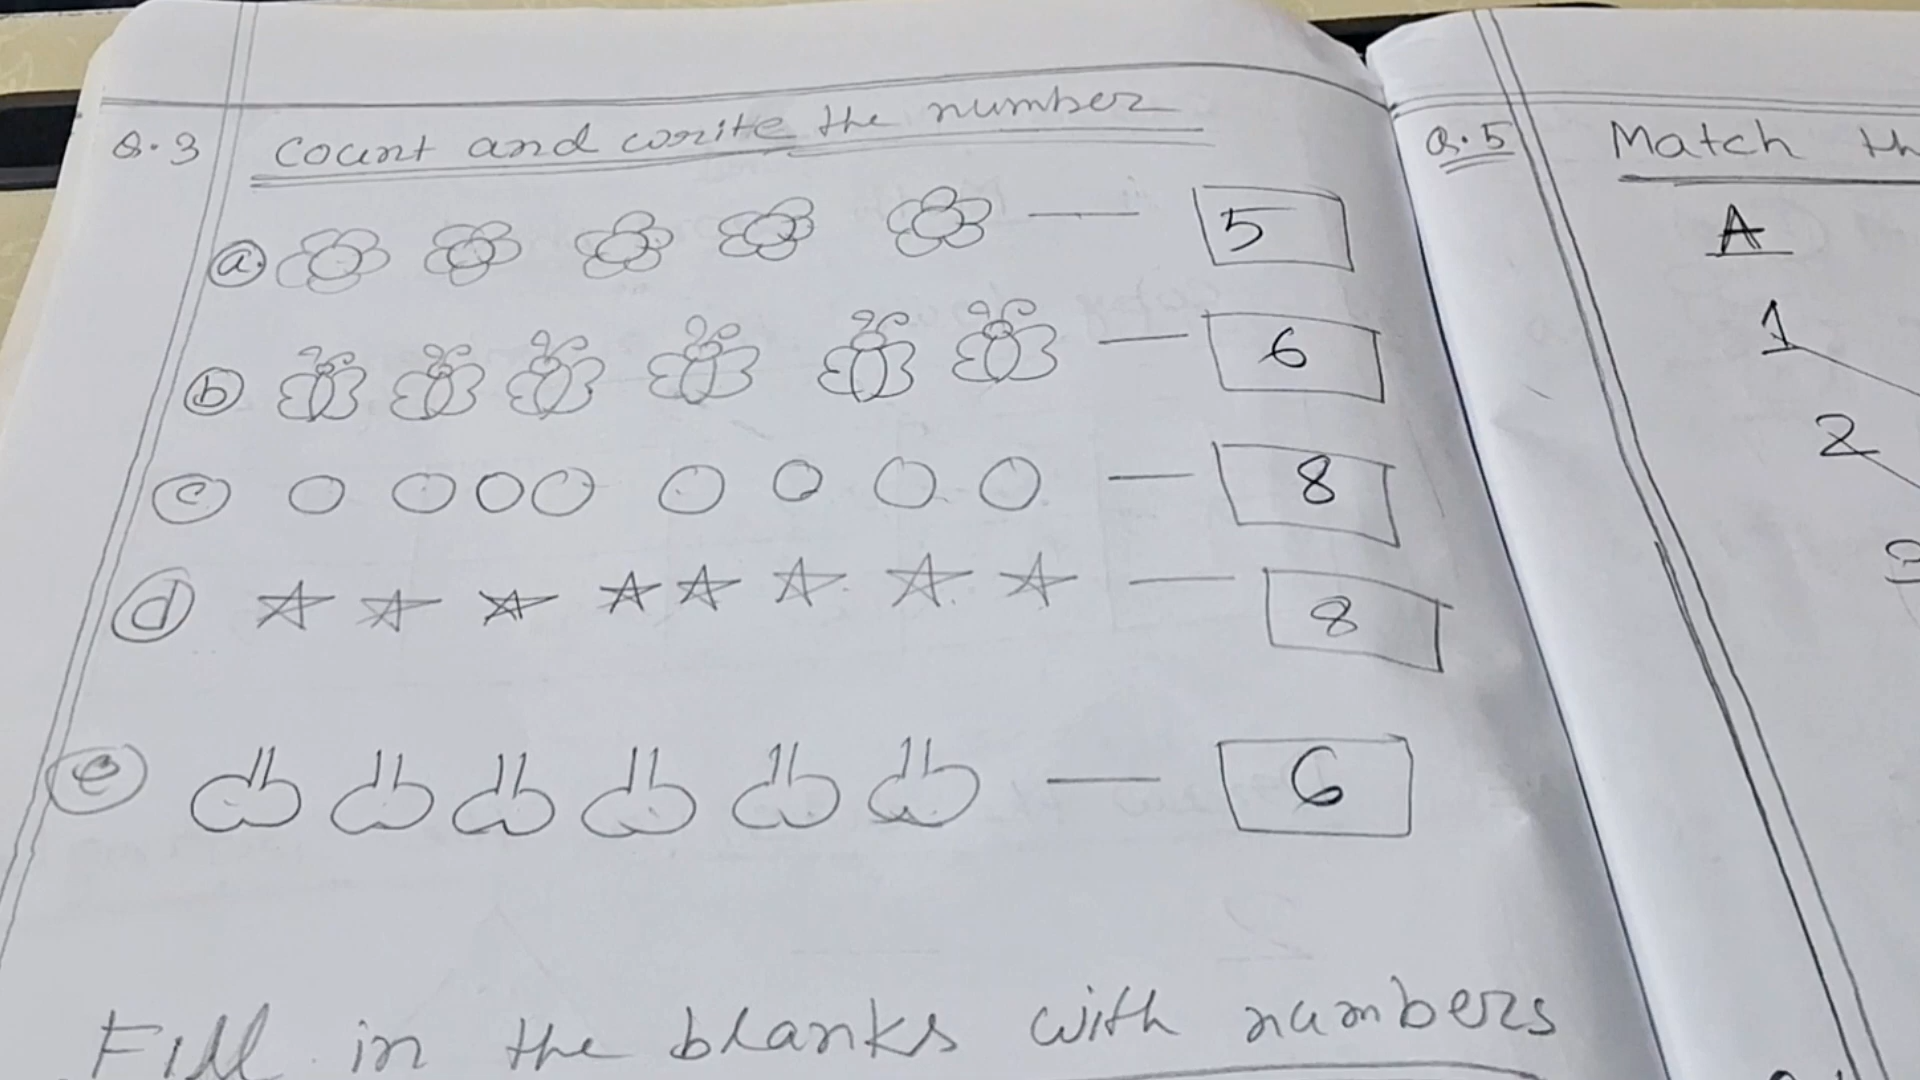 Q.3 Count and write the number
a. 5
b 6
c 8
d 8
e 6
Fill in the blanks with numbers
Q.5 Match
A
1
2